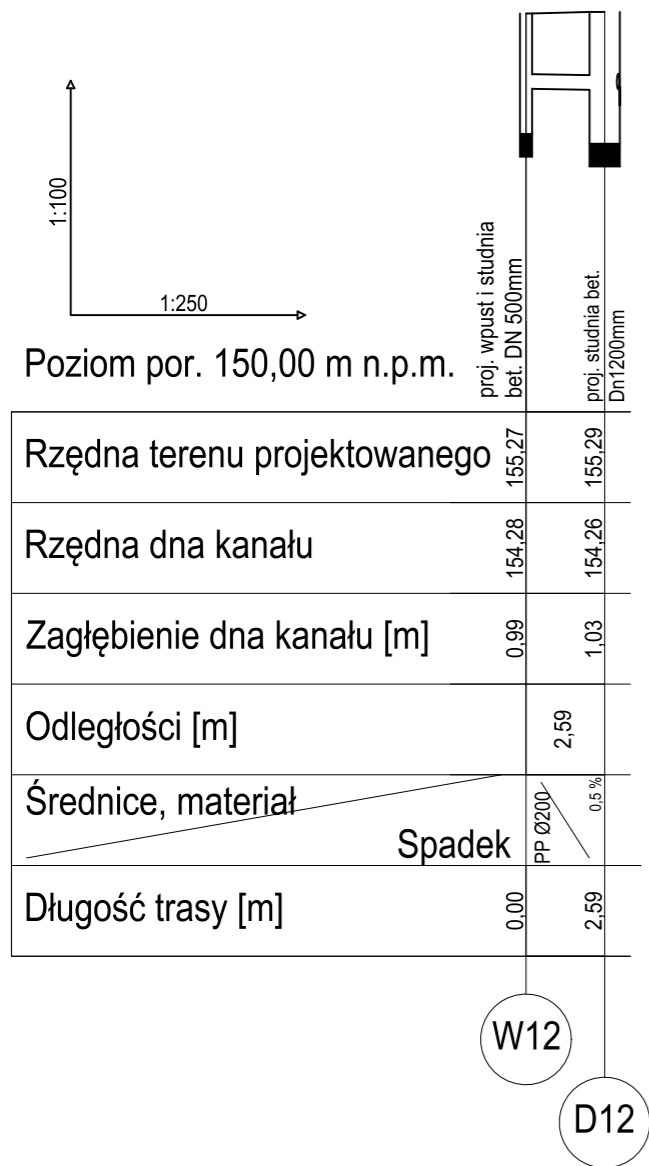 1:100
1:250
proj. wpust i studnia
bet. DN 500mm
proj. studnia bet.
Dn1200mm
Poziom por. 150,00 m n.p.m.
Rzędna terenu projektowanego 155,27 155,29
Rzędna dna kanału 154,28 154,26
Zagłębienie dna kanału [m] 0,99 1,03
Odległości [m] 2,59
Średnice, materiał
Spadek PP Ø200 0,5 %
Długość trasy [m] 0,00 2,59
W12
D12